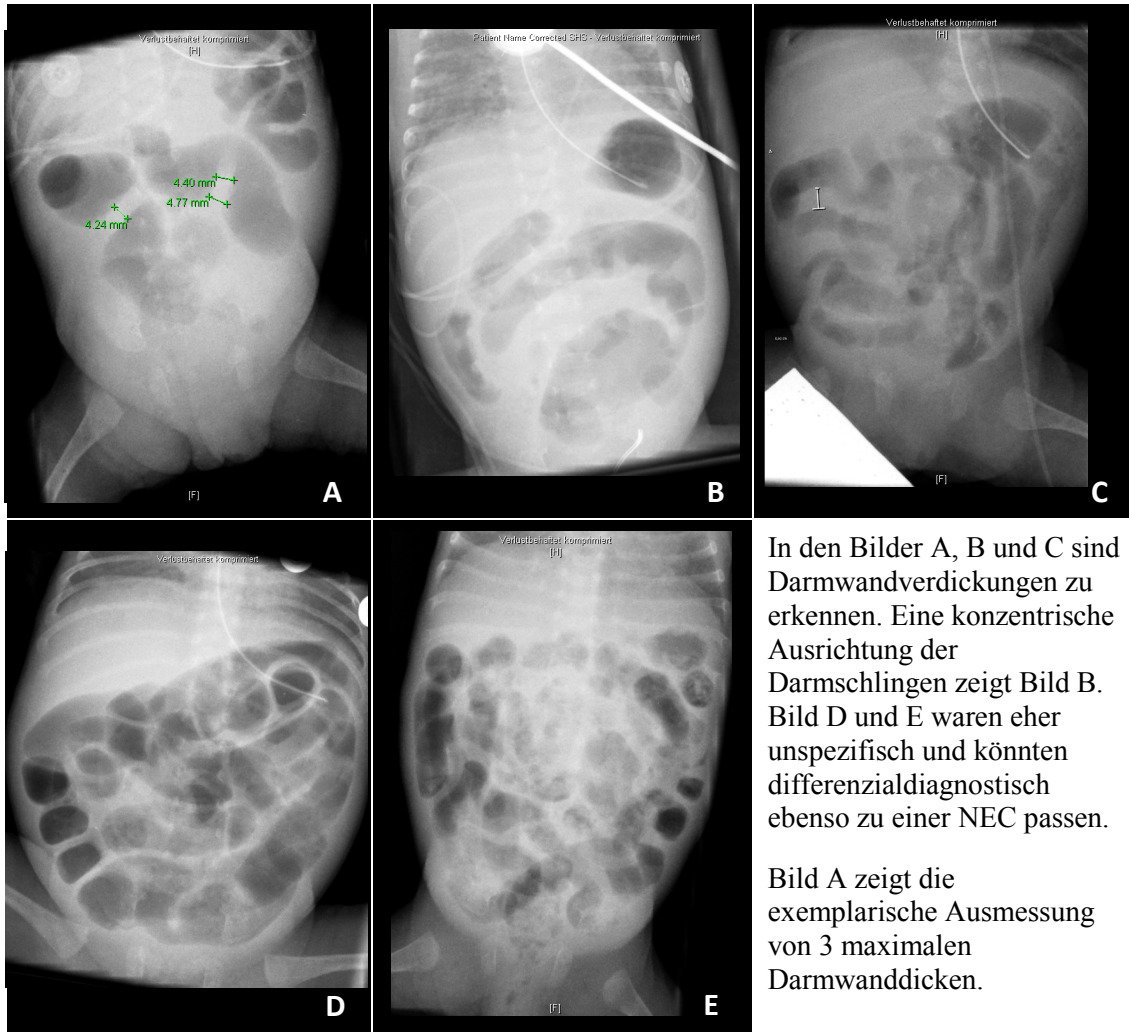 Verlustbehaftet komprimiert
[H]
4.40 mm
4.77 mm
4.24 mm
[F]
A
Patient Name Corrected SHS - Verlustbehaftet komprimiert
B
Verlustbehaftet komprimiert
[H]
A
[F]
C
Verlustbehaftet komprimiert
D
Verlustbehaftet komprimiert
[H]
[F]
E
In den Bilder A, B und C sind
Darmwandverdickungen zu
erkennen. Eine konzentrische
Ausrichtung der
Darmschlingen zeigt Bild B.
Bild D und E waren eher
unspezifisch und könnten
differenzialdiagnostisch
ebenso zu einer NEC passen.
Bild A zeigt die
exemplarische Ausmessung
von 3 maximalen
Darmwanddicken.